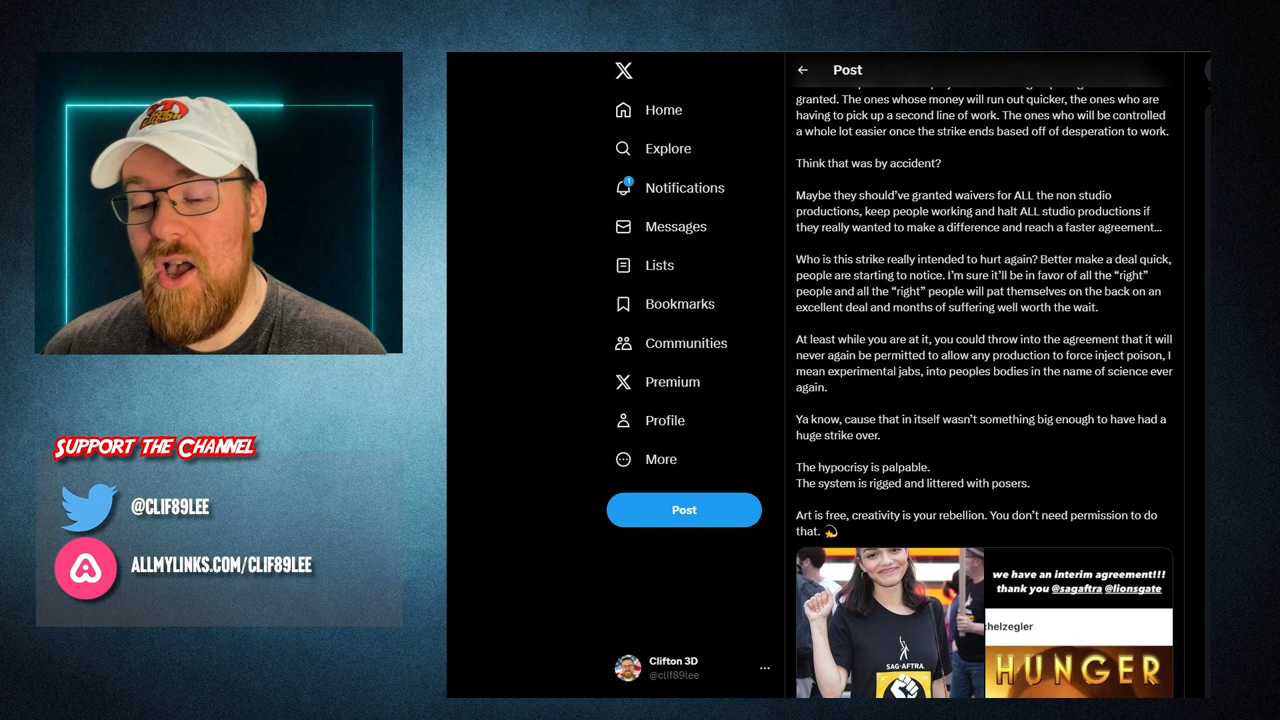 Post
granted. The ones whose money will run out quicker, the ones who are
having to pick up a second line of work. The ones who will be controlled
a whole lot easier once the strike ends based off of desperation to work.
Think that was by accident?
Maybe they should've granted waivers for ALL the non studio
productions, keep people working and halt ALL studio productions if
they really wanted to make a difference and reach a faster agreement...
Who is this strike really intended to hurt again? Better make a deal quick,
people are starting to notice. I'm sure it'll be in favor of all the “right”
people and all the “right” people will pat themselves on the back on an
excellent deal and months of suffering well worth the wait.
At least while you are at it, you could throw into the agreement that it will
never again be permitted to allow any production to force inject poison, I
mean experimental jabs, into peoples bodies in the name of science ever
again.
Ya know, cause that in itself wasn't something big enough to have had a
huge strike over.
The hypocrisy is palpable.
The system is rigged and littered with posers.
Art is free, creativity is your rebellion. You don't need permission to do
that.
we have an interim agreement!!!
thank you @sagaftra @lionsgate
chelzegler
HUNGER
SAG·AFTRA.
X
Home
Explore
1
Notifications
Messages
Lists
Bookmarks
Communities
Premium
Profile
More
Post
Clifton 3D
@clif89lee
SUPPORT THE CHANNEL
@CLIF89LEE
ALLMYLINKS.COM/CLIF89LEE